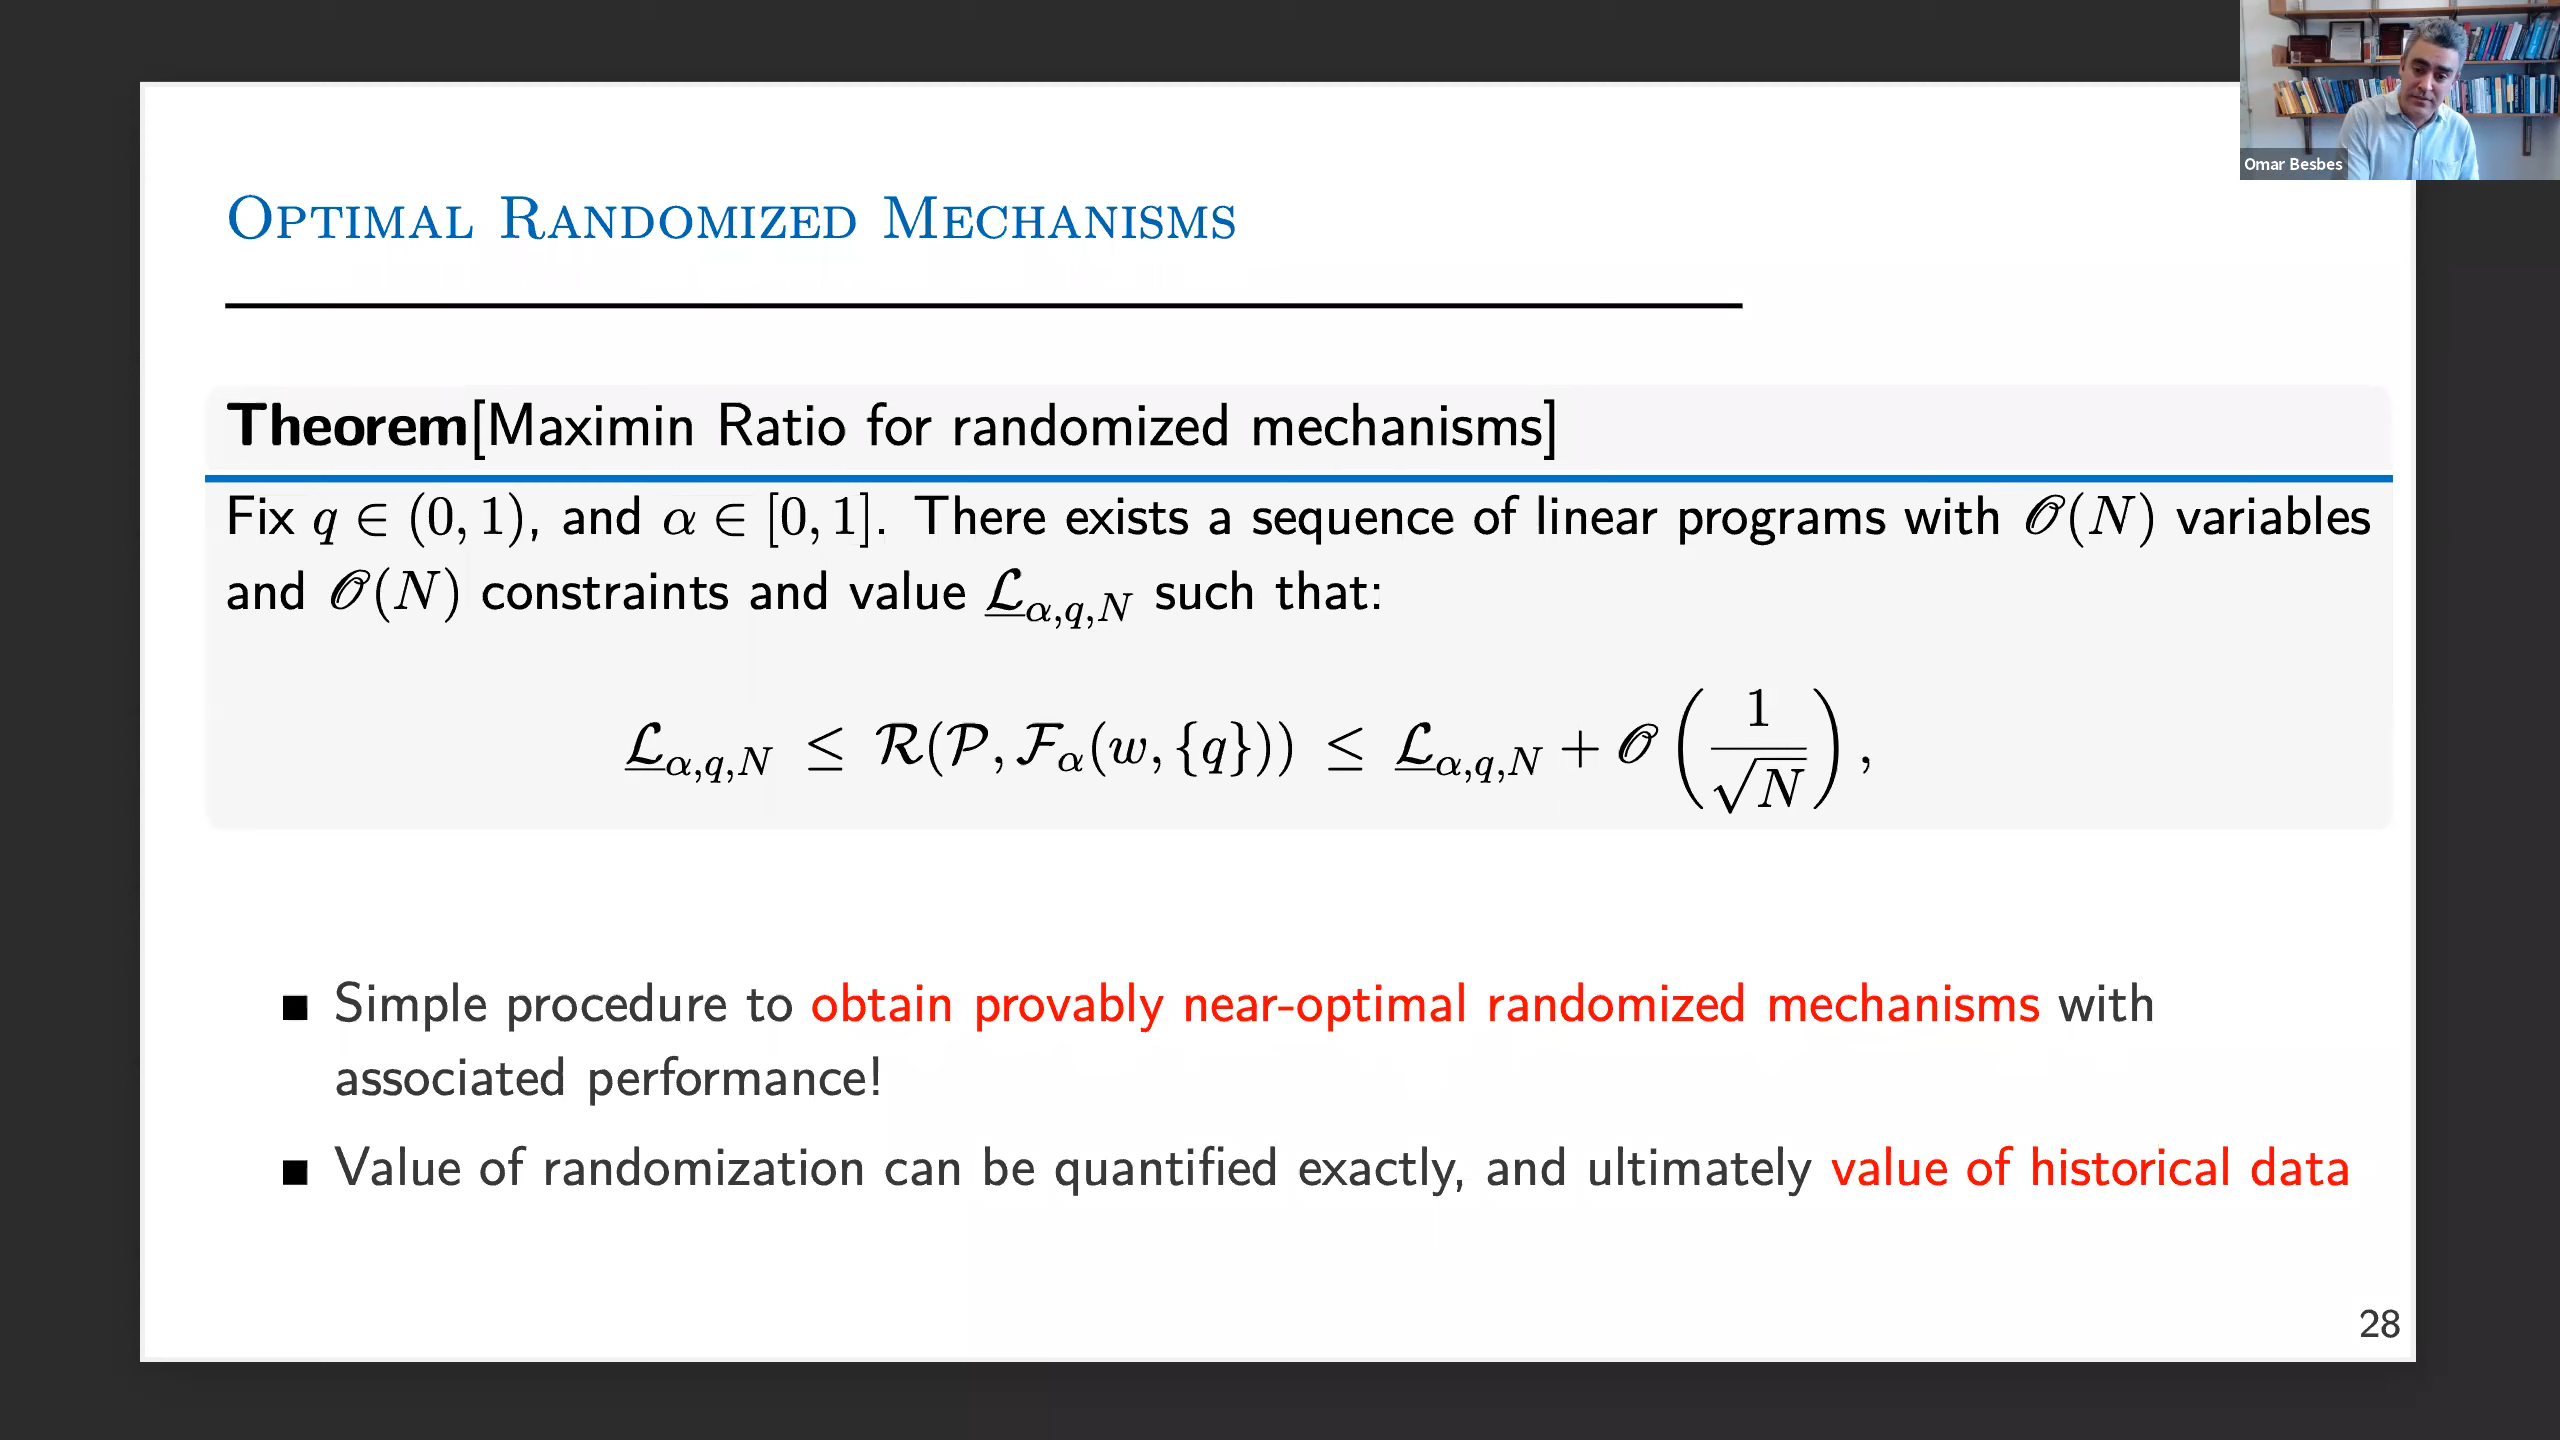 Omar Besbes
OPTIMAL RANDOMIZED MECHANISMS
Theorem[Maximin Ratio for randomized mechanisms]
Fix q ∈ (0, 1), and α ∈ [0, 1]. There exists a sequence of linear programs with 𝒪(N) variables
and 𝒪(N) constraints and value ℒ̲_{α,q,N} such that:
ℒ̲_{α,q,N} ≤ ℛ(𝒫, ℱ_α(w, {q})) ≤ ℒ̲_{α,q,N} + 𝒪(1/√N),
■ Simple procedure to obtain provably near-optimal randomized mechanisms with
associated performance!
■ Value of randomization can be quantified exactly, and ultimately value of historical data
28